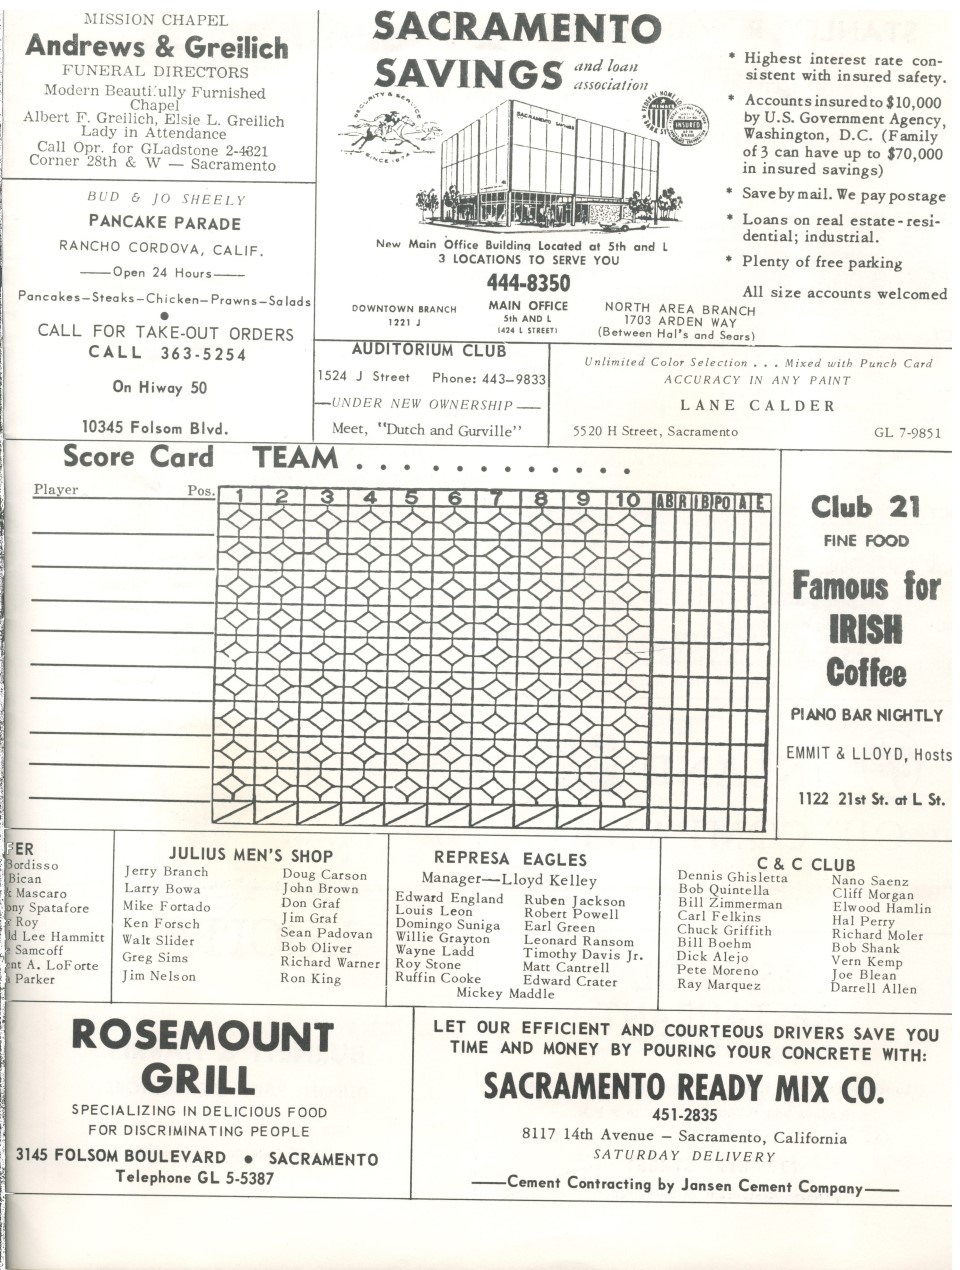 MISSION CHAPEL
Andrews & Greilich
FUNERAL DIRECTORS
Modern Beautifully Furnished
Chapel
Albert F. Greilich, Elsie L. Greilich
Lady in Attendance
Call Opr. for GLadstone 2-4821
Corner 28th & W — Sacramento
BUD & JO SHEELY
PANCAKE PARADE
RANCHO CORDOVA, CALIF.
——Open 24 Hours——
Pancakes—Steaks—Chicken—Prawns—Salads
●
CALL FOR TAKE-OUT ORDERS
CALL 363-5254
On Hiway 50
10345 Folsom Blvd.
SACRAMENTO
SAVINGS and loan
association
SECURITY & SERVICE
SINCE 1874
SACRAMENTO SAVINGS
INSURED
New Main Office Building Located at 5th and L
3 LOCATIONS TO SERVE YOU
444-8350
DOWNTOWN BRANCH
1221 J
MAIN OFFICE
5th AND L
(424 L STREET)
NORTH AREA BRANCH
1703 ARDEN WAY
(Between Hal's and Sears)
* Highest interest rate con-
sistent with insured safety.
* Accounts insured to $10,000
by U.S. Government Agency,
Washington, D.C. (Family
of 3 can have up to $70,000
in insured savings)
* Save by mail. We pay postage
* Loans on real estate - resi-
dential; industrial.
* Plenty of free parking
All size accounts welcomed
AUDITORIUM CLUB
1524 J Street Phone: 443-9833
—UNDER NEW OWNERSHIP——
Meet, "Dutch and Gurville"
Unlimited Color Selection . . . Mixed with Punch Card
ACCURACY IN ANY PAINT
LANE CALDER
5520 H Street, Sacramento GL 7-9851
Score Card TEAM . . . . . . . . . . . . .
Player Pos. 1 2 3 4 5 6 7 8 9 10 AB R IB PO A E
Club 21
FINE FOOD
Famous for
IRISH
Coffee
PIANO BAR NIGHTLY
EMMIT & LLOYD, Hosts
1122 21st St. at L St.
FER
Bordisso
Bican
Mascaro
ony Spatafore
Roy
ld Lee Hammitt
Samcoff
nt A. LoForte
Parker
JULIUS MEN'S SHOP
Jerry Branch
Larry Bowa
Mike Fortado
Ken Forsch
Walt Slider
Greg Sims
Jim Nelson
Doug Carson
John Brown
Don Graf
Jim Graf
Sean Padovan
Bob Oliver
Richard Warner
Ron King
REPRESA EAGLES
Manager——Lloyd Kelley
Edward England
Louis Leon
Domingo Suniga
Willie Grayton
Wayne Ladd
Roy Stone
Ruffin Cooke
Ruben Jackson
Robert Powell
Earl Green
Leonard Ransom
Timothy Davis Jr.
Matt Cantrell
Edward Crater
Mickey Maddle
C & C CLUB
Dennis Ghisletta
Bob Quintella
Bill Zimmerman
Carl Felkins
Chuck Griffith
Bill Boehm
Dick Alejo
Pete Moreno
Ray Marquez
Nano Saenz
Cliff Morgan
Elwood Hamlin
Hal Perry
Richard Moler
Bob Shank
Vern Kemp
Joe Blean
Darrell Allen
ROSEMOUNT
GRILL
SPECIALIZING IN DELICIOUS FOOD
FOR DISCRIMINATING PEOPLE
3145 FOLSOM BOULEVARD ● SACRAMENTO
Telephone GL 5-5387
LET OUR EFFICIENT AND COURTEOUS DRIVERS SAVE YOU
TIME AND MONEY BY POURING YOUR CONCRETE WITH:
SACRAMENTO READY MIX CO.
451-2835
8117 14th Avenue — Sacramento, California
SATURDAY DELIVERY
——Cement Contracting by Jansen Cement Company——